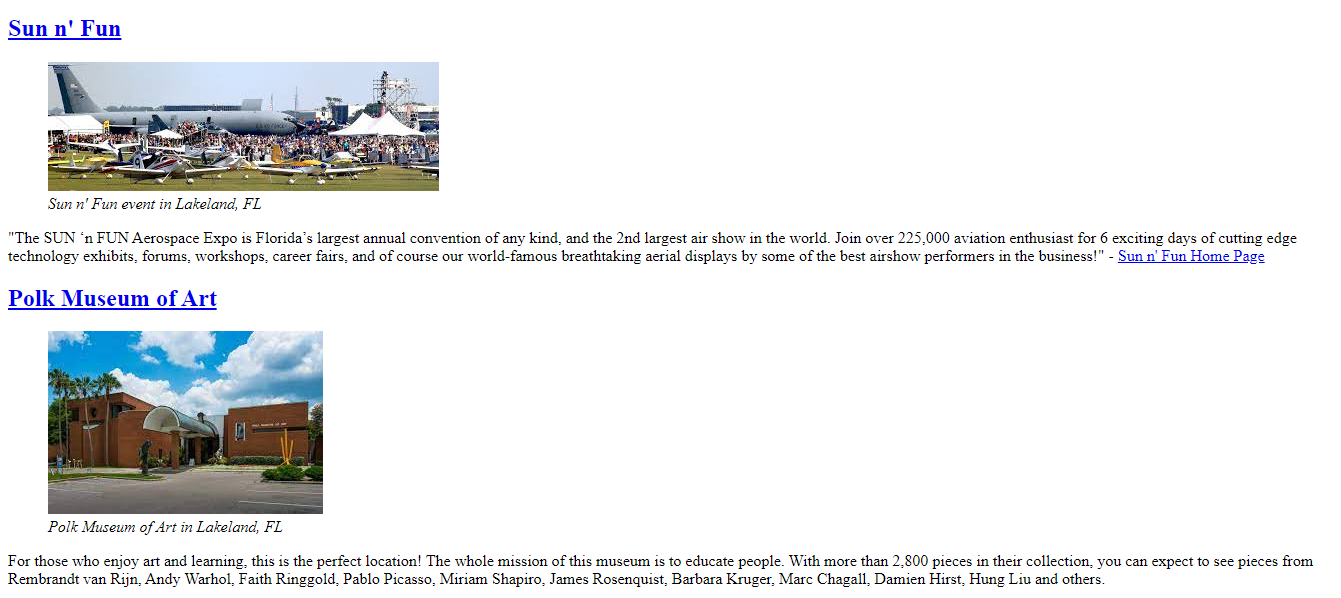 Sun n' Fun
Sun n' Fun event in Lakeland, FL
"The SUN ‘n FUN Aerospace Expo is Florida’s largest annual convention of any kind, and the 2nd largest air show in the world. Join over 225,000 aviation enthusiast for 6 exciting days of cutting edge
technology exhibits, forums, workshops, career fairs, and of course our world-famous breathtaking aerial displays by some of the best airshow performers in the business!" - Sun n' Fun Home Page
Polk Museum of Art
POLK MUSEUM OF ART
Polk Museum of Art in Lakeland, FL
For those who enjoy art and learning, this is the perfect location! The whole mission of this museum is to educate people. With more than 2,800 pieces in their collection, you can expect to see pieces from
Rembrandt van Rijn, Andy Warhol, Faith Ringgold, Pablo Picasso, Miriam Shapiro, James Rosenquist, Barbara Kruger, Marc Chagall, Damien Hirst, Hung Liu and others.